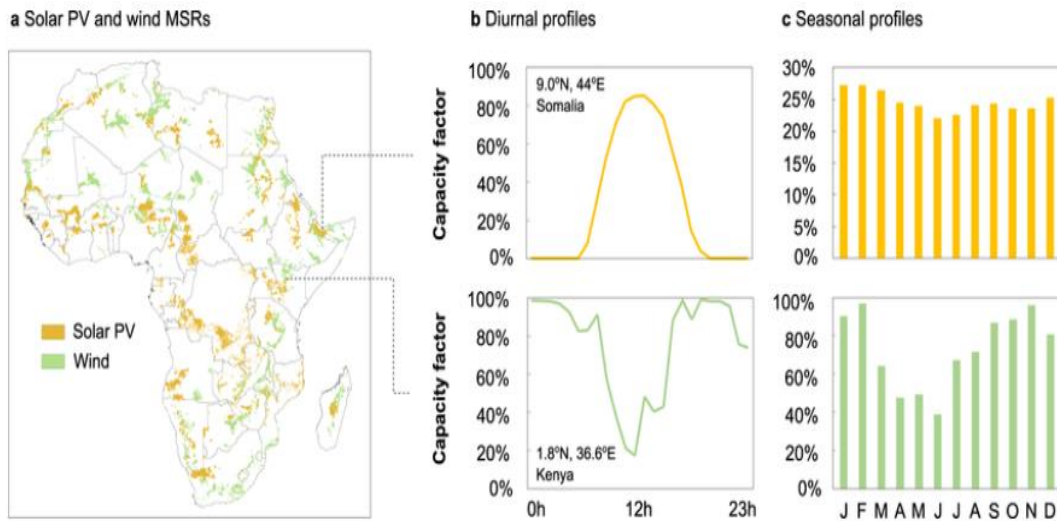 a Solar PV and wind MSRs
Solar PV
Wind
b Diurnal profiles
Capacity factor
100%
80%
60%
40%
20%
0%
9.0ºN, 44ºE
Somalia
Capacity factor
100%
80%
60%
40%
20%
0%
1.8ºN, 36.6ºE
Kenya
0h 12h 23h
c Seasonal profiles
30%
25%
20%
15%
10%
5%
0%
100%
80%
60%
40%
20%
0%
J F M A M J J A S O N D